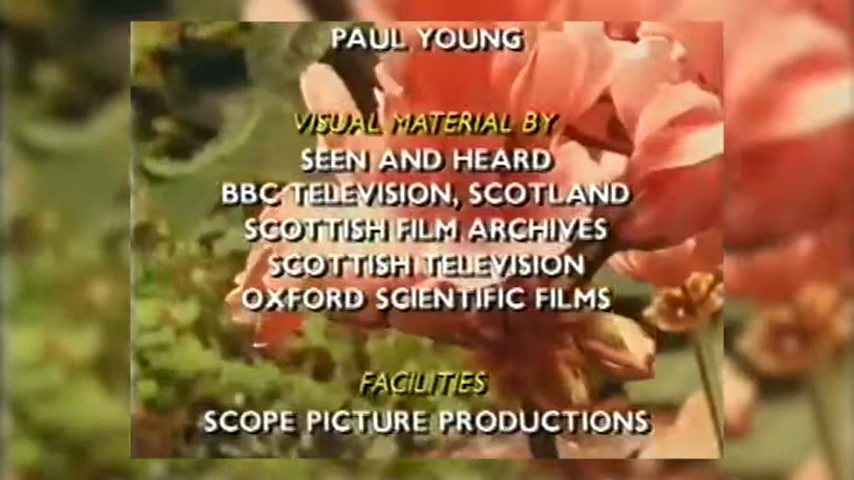 PAUL YOUNG
VISUAL MATERIAL BY
SEEN AND HEARD
BBC TELEVISION, SCOTLAND
SCOTTISH FILM ARCHIVES
SCOTTISH TELEVISION
OXFORD SCIENTIFIC FILMS
FACILITIES
SCOPE PICTURE PRODUCTIONS